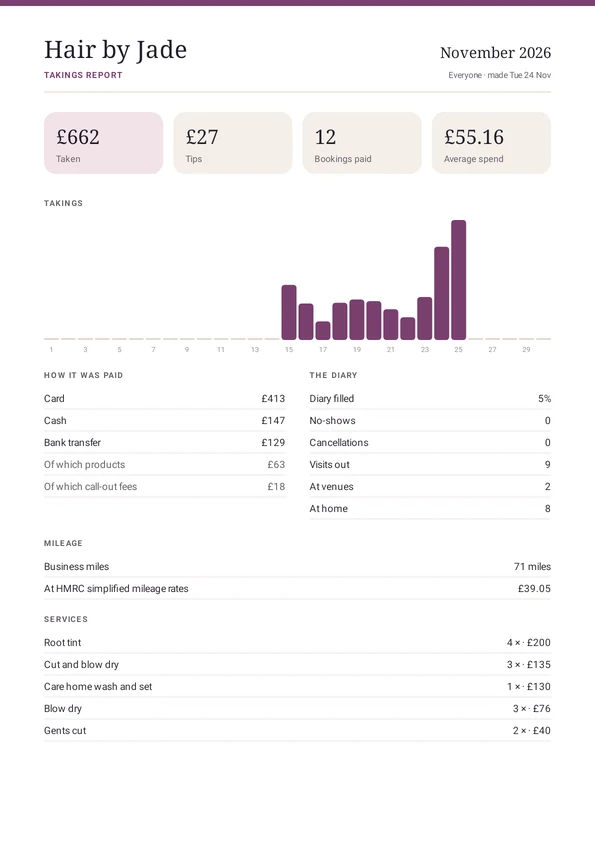 Hair by Jade
November 2026
TAKINGS REPORT
Everyone · made Tue 24 Nov
£662
Taken
£27
Tips
12
Bookings paid
£55.16
Average spend
TAKINGS
1 3 5 7 9 11 13 15 17 19 21 23 25 27 29
HOW IT WAS PAID
Card £413
Cash £147
Bank transfer £129
Of which products £63
Of which call-out fees £18
THE DIARY
Diary filled 5%
No-shows 0
Cancellations 0
Visits out 9
At venues 2
At home 8
MILEAGE
Business miles 71 miles
At HMRC simplified mileage rates £39.05
SERVICES
Root tint 4 × · £200
Cut and blow dry 3 × · £135
Care home wash and set 1 × · £130
Blow dry 3 × · £76
Gents cut 2 × · £40